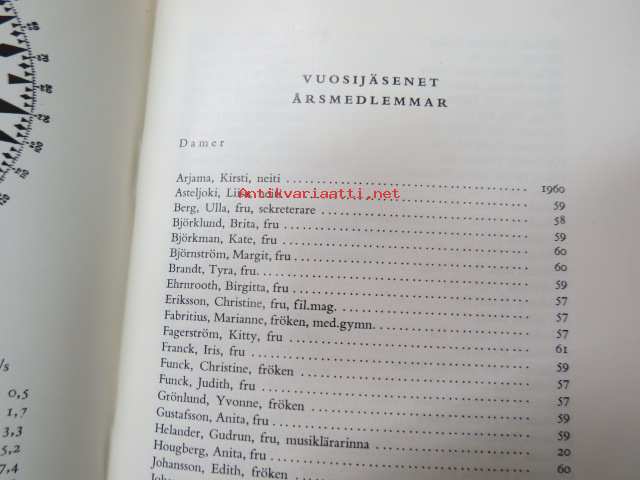 VUOSIJÄSENET
ÅRSMEDLEMMAR
Damer
Arjama, Kirsti, neiti 1960
Asteljoki, 59
Antikvariaatti.net
Berg, Ulla, fru, sekreterare 58
Björklund, Brita, fru 59
Björkman, Kate, fru 60
Björnström, Margit, fru 60
Brandt, Tyra, fru. 59
Ehrnrooth, Birgitta, fru 57
Eriksson, Christine, fru, fil.mag. 57
Fabritius, Marianne, fröken, med.gymn. 57
Fagerström, Kitty, fru 61
Franck, Iris, fru 59
Funck, Christine, fröken 57
Funck, Judith, fru 57
Grönlund, Yvonne, fröken 59
Gustafsson, Anita, fru 59
Helander, Gudrun, fru, musiklärarinna 20
Hougberg, Anita, fru 60
Johansson, Edith, fröken
/s
0,5
1,7
3,3
5,2
7,4